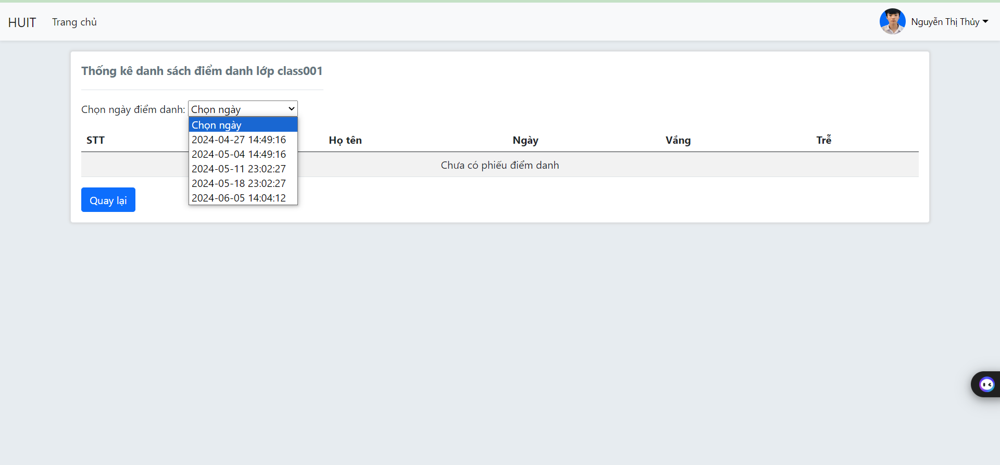 HUIT Trang chủ Nguyễn Thị Thủy
Thống kê danh sách điểm danh lớp class001
Chọn ngày điểm danh: Chọn ngày
Chọn ngày
2024-04-27 14:49:16
2024-05-04 14:49:16
2024-05-11 23:02:27
2024-05-18 23:02:27
2024-06-05 14:04:12
STT Họ tên Ngày Vắng Trễ
Chưa có phiếu điểm danh
Quay lại